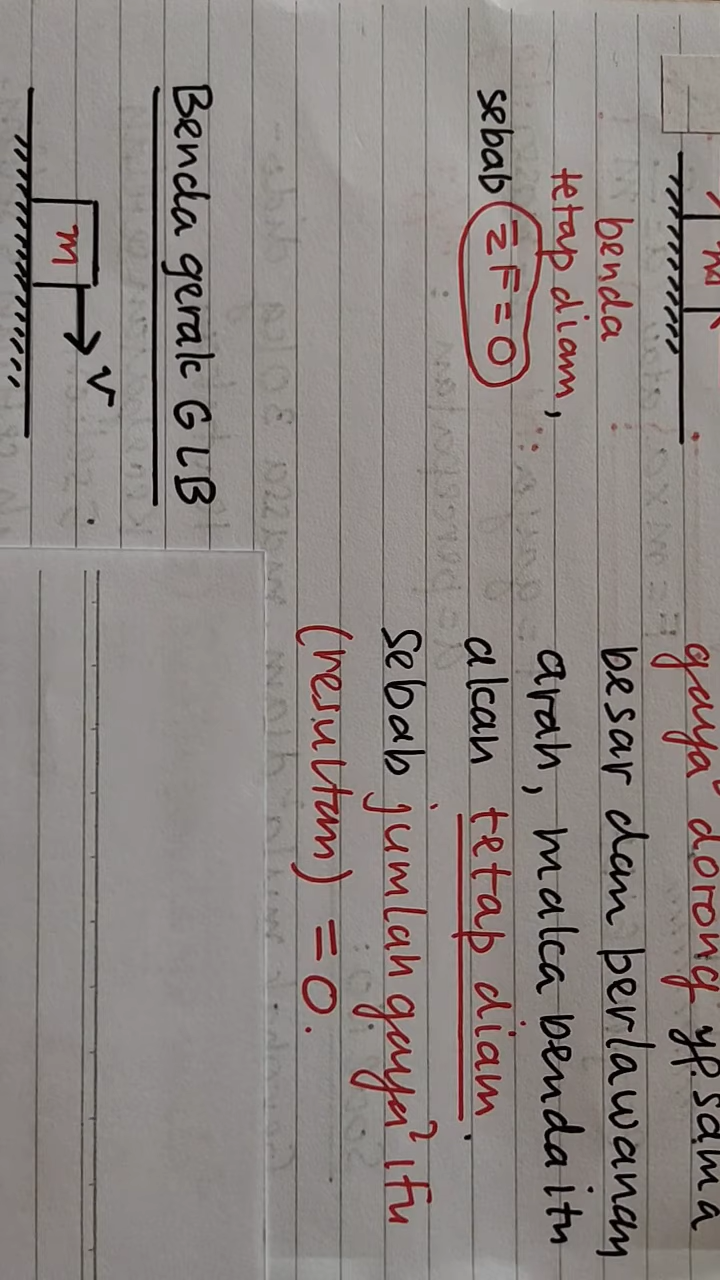 m
benda
tetap diam,
sebab ΣF = 0
gaya² dorong yg sama
besar dan berlawanan
arah, maka benda itu
akan tetap diam.
sebab jumlah gaya² itu
(resultan) = 0.
Benda gerak GLB
m
v